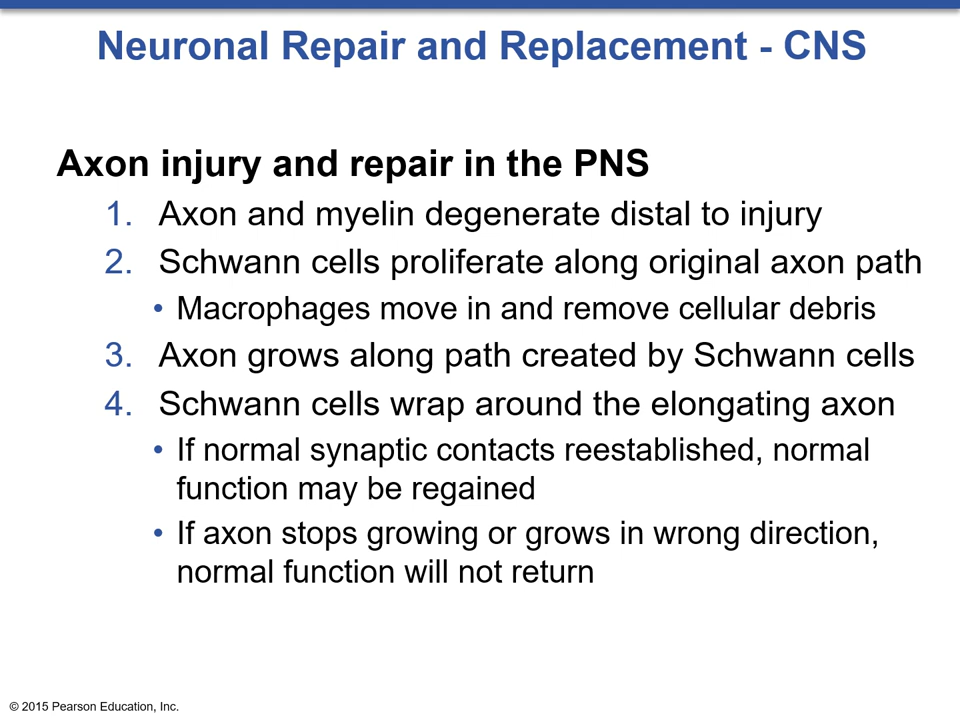 Neuronal Repair and Replacement - CNS
Axon injury and repair in the PNS
1. Axon and myelin degenerate distal to injury
2. Schwann cells proliferate along original axon path
• Macrophages move in and remove cellular debris
3. Axon grows along path created by Schwann cells
4. Schwann cells wrap around the elongating axon
• If normal synaptic contacts reestablished, normal
function may be regained
• If axon stops growing or grows in wrong direction,
normal function will not return
© 2015 Pearson Education, Inc.